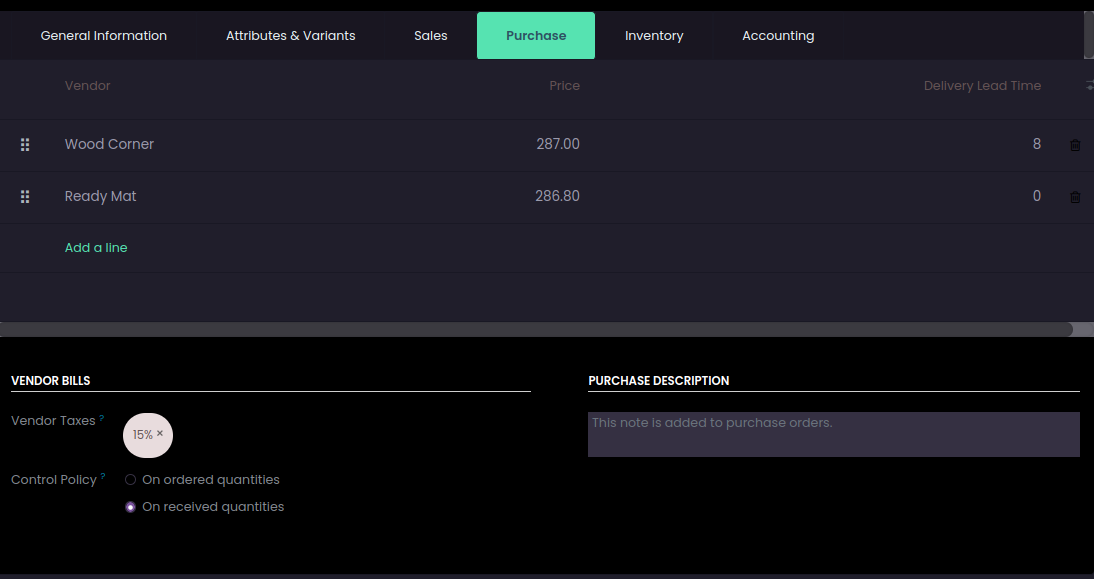 General Information Attributes & Variants Sales Purchase Inventory Accounting
Vendor Price Delivery Lead Time
Wood Corner 287.00 8
Ready Mat 286.80 0
Add a line
VENDOR BILLS
Vendor Taxes ?
15% ×
Control Policy ?
On ordered quantities
On received quantities
PURCHASE DESCRIPTION
This note is added to purchase orders.